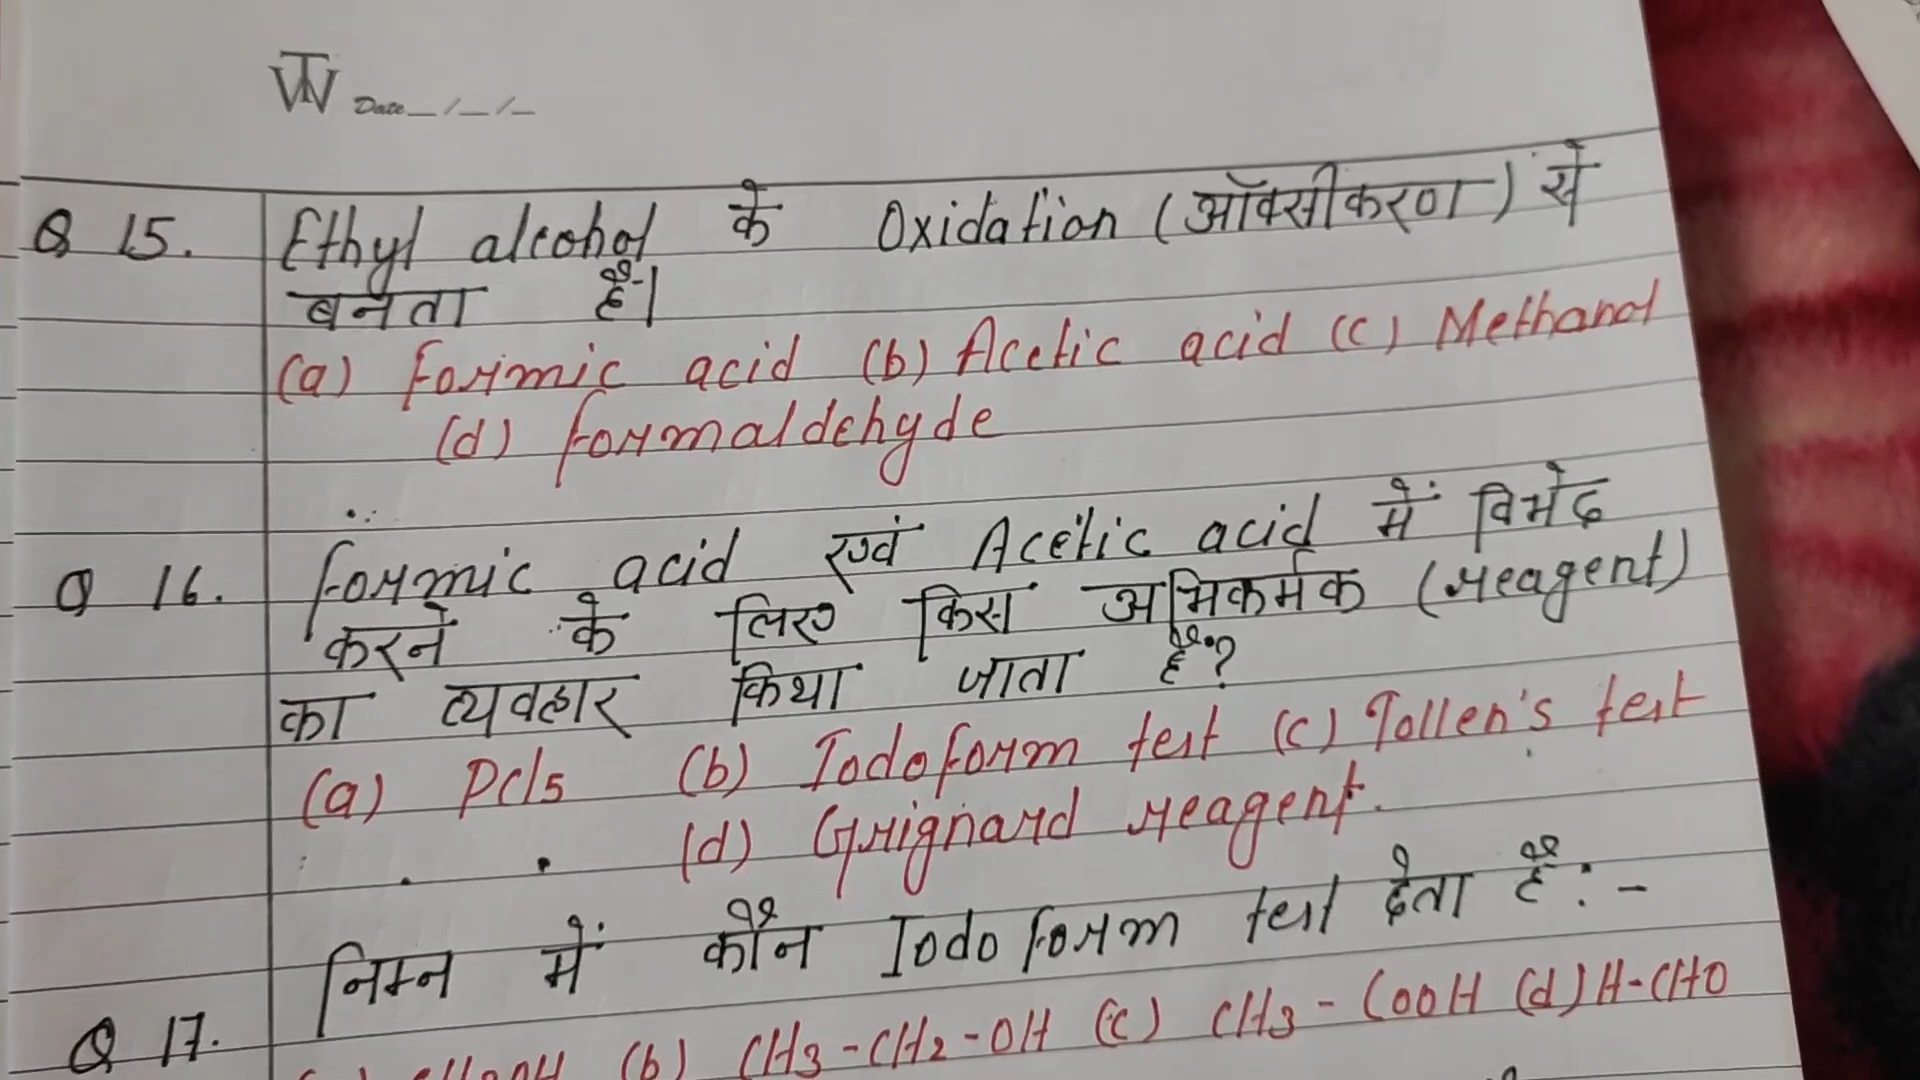 TW Date_/_/_
Q 15. Ethyl alcohol के Oxidation (ऑक्सीकरण) से
बनता है।
(a) Formic acid (b) Acetic acid (c) Methanol
(d) formaldehyde
Q 16. formic acid एवं Acetic acid में विभेद
करने के लिए किस अभिकर्मक (reagent)
का व्यवहार किया जाता है?
(a) PCl5 (b) Iodoform test (c) Tollen's test
(d) Grignard reagent.
Q 17. निम्न में कौन Iodoform test देता है :-
(b) CH3-CH2-OH (c) CH3-COOH (d) H-CHO